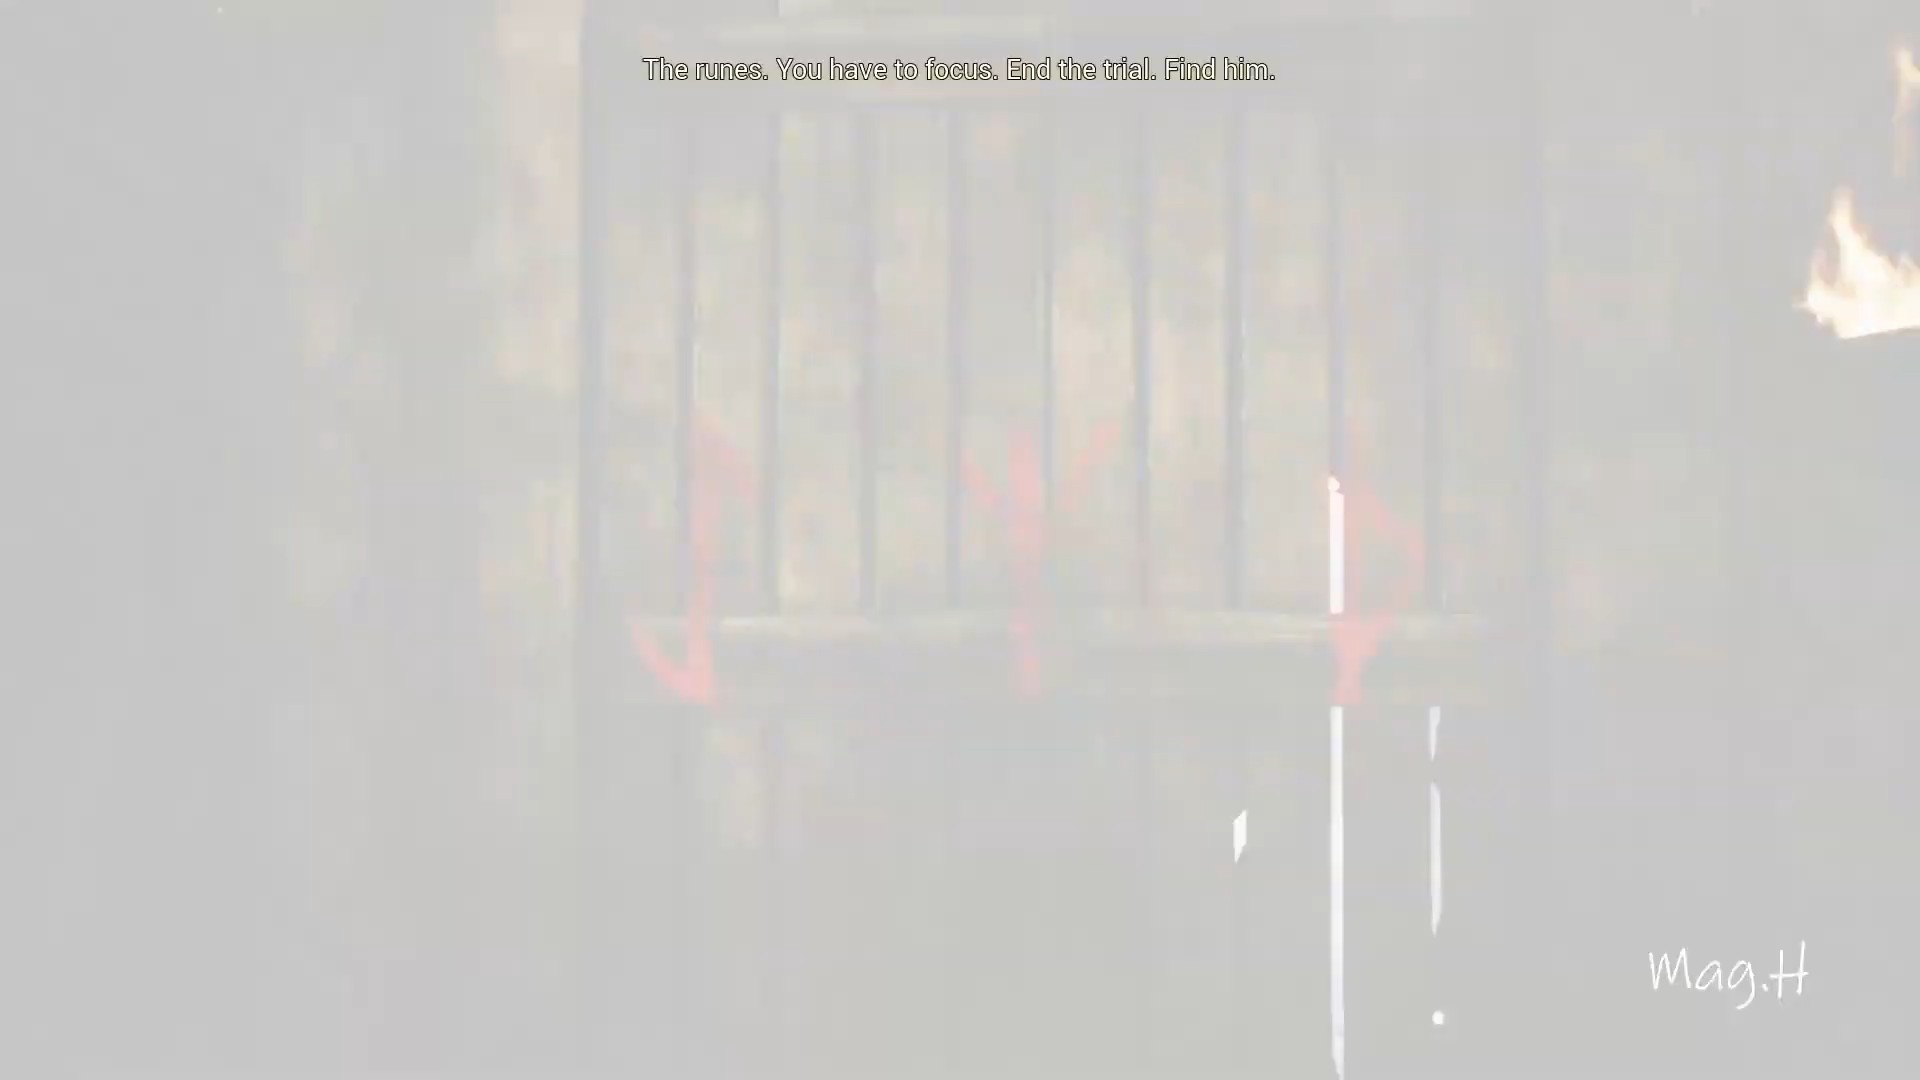 The runes. You have to focus. End the trial. Find him.
Mag.H